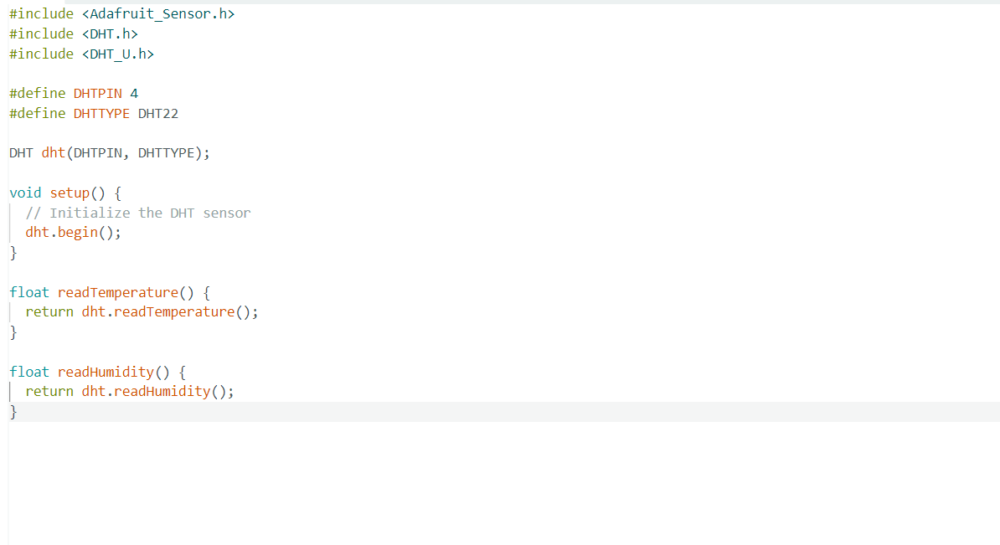 #include <Adafruit_Sensor.h>
#include <DHT.h>
#include <DHT_U.h>
#define DHTPIN 4
#define DHTTYPE DHT22
DHT dht(DHTPIN, DHTTYPE);
void setup() {
// Initialize the DHT sensor
dht.begin();
}
float readTemperature() {
return dht.readTemperature();
}
float readHumidity() {
return dht.readHumidity();
}